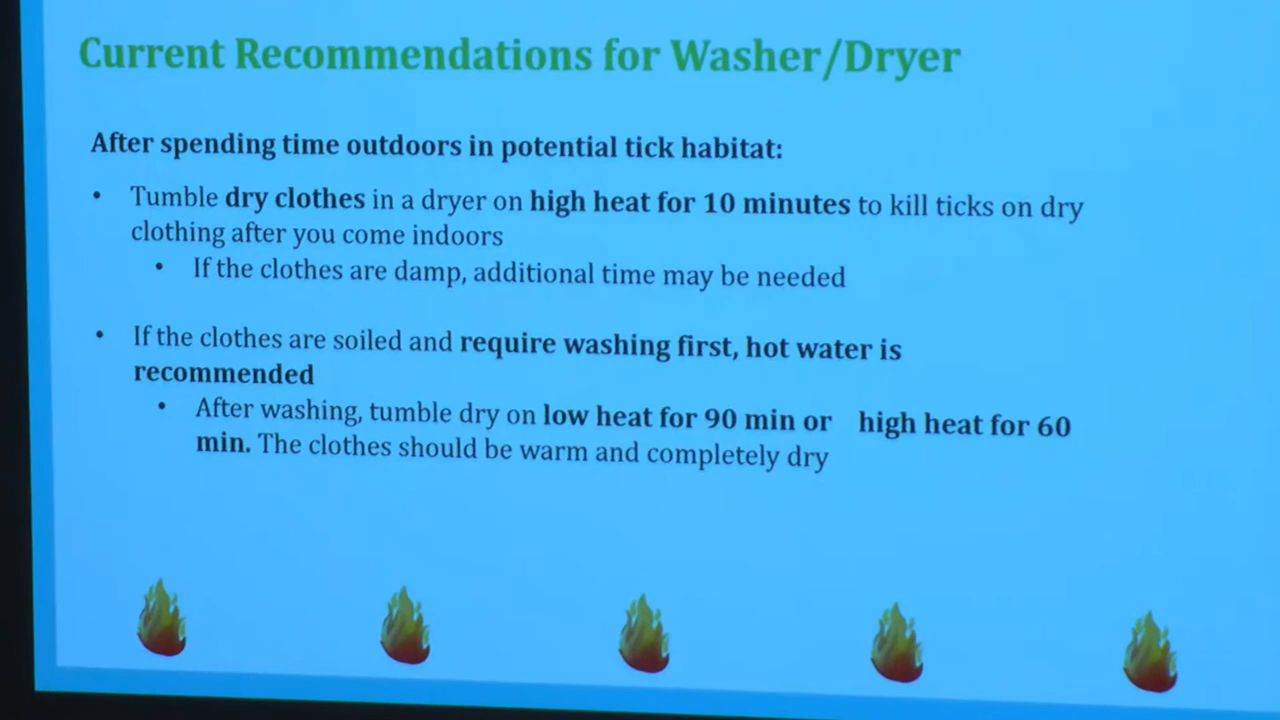 Current Recommendations for Washer/Dryer
After spending time outdoors in potential tick habitat:
• Tumble dry clothes in a dryer on high heat for 10 minutes to kill ticks on dry
clothing after you come indoors
• If the clothes are damp, additional time may be needed
• If the clothes are soiled and require washing first, hot water is
recommended
• After washing, tumble dry on low heat for 90 min or high heat for 60
min. The clothes should be warm and completely dry